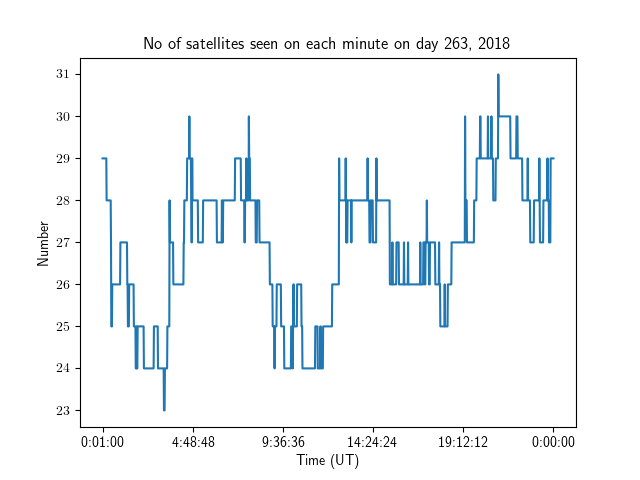 No of satellites seen on each minute on day 263, 2018
31
30
29
28
27
26
25
24
23
Number
0:01:00 4:48:48 9:36:36 14:24:24 19:12:12 0:00:00
Time (UT)